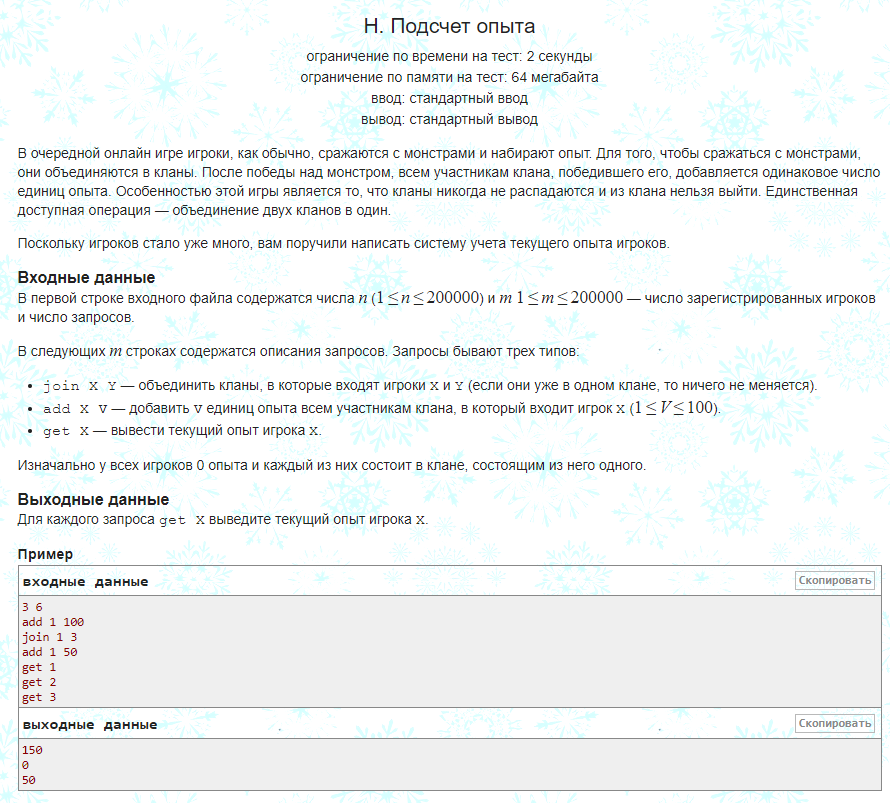 H. Подсчет опыта
ограничение по времени на тест: 2 секунды
ограничение по памяти на тест: 64 мегабайта
ввод: стандартный ввод
вывод: стандартный вывод
В очередной онлайн игре игроки, как обычно, сражаются с монстрами и набирают опыт. Для того, чтобы сражаться с монстрами,
они объединяются в кланы. После победы над монстром, всем участникам клана, победившего его, добавляется одинаковое число
единиц опыта. Особенностью этой игры является то, что кланы никогда не распадаются и из клана нельзя выйти. Единственная
доступная операция — объединение двух кланов в один.
Поскольку игроков стало уже много, вам поручили написать систему учета текущего опыта игроков.
Входные данные
В первой строке входного файла содержатся числа n (1 ≤ n ≤ 200000) и m 1 ≤ m ≤ 200000 — число зарегистрированных игроков
и число запросов.
В следующих m строках содержатся описания запросов. Запросы бывают трех типов:
• join X Y — объединить кланы, в которые входят игроки X и Y (если они уже в одном клане, то ничего не меняется).
• add X V — добавить V единиц опыта всем участникам клана, в который входит игрок X (1 ≤ V ≤ 100).
• get X — вывести текущий опыт игрока X.
Изначально у всех игроков 0 опыта и каждый из них состоит в клане, состоящим из него одного.
Выходные данные
Для каждого запроса get X выведите текущий опыт игрока X.
Пример
входные данные
Скопировать
3 6
add 1 100
join 1 3
add 1 50
get 1
get 2
get 3
выходные данные
Скопировать
150
0
50